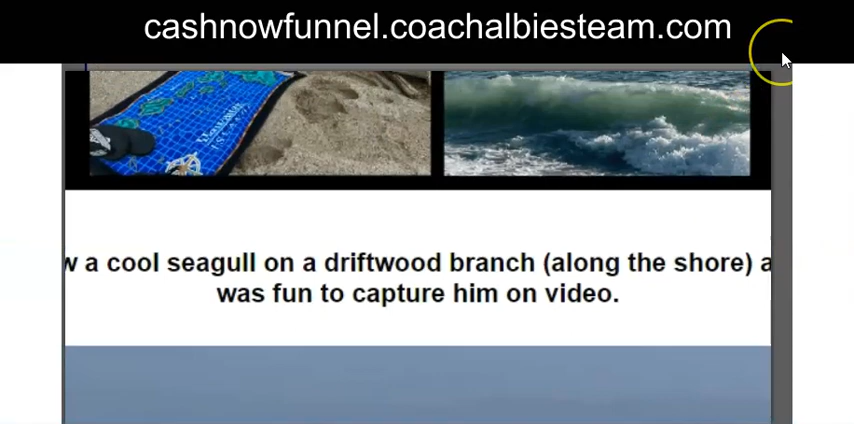 cashnowfunnel.coachalbiesteam.com
w a cool seagull on a driftwood branch (along the shore) a
was fun to capture him on video.